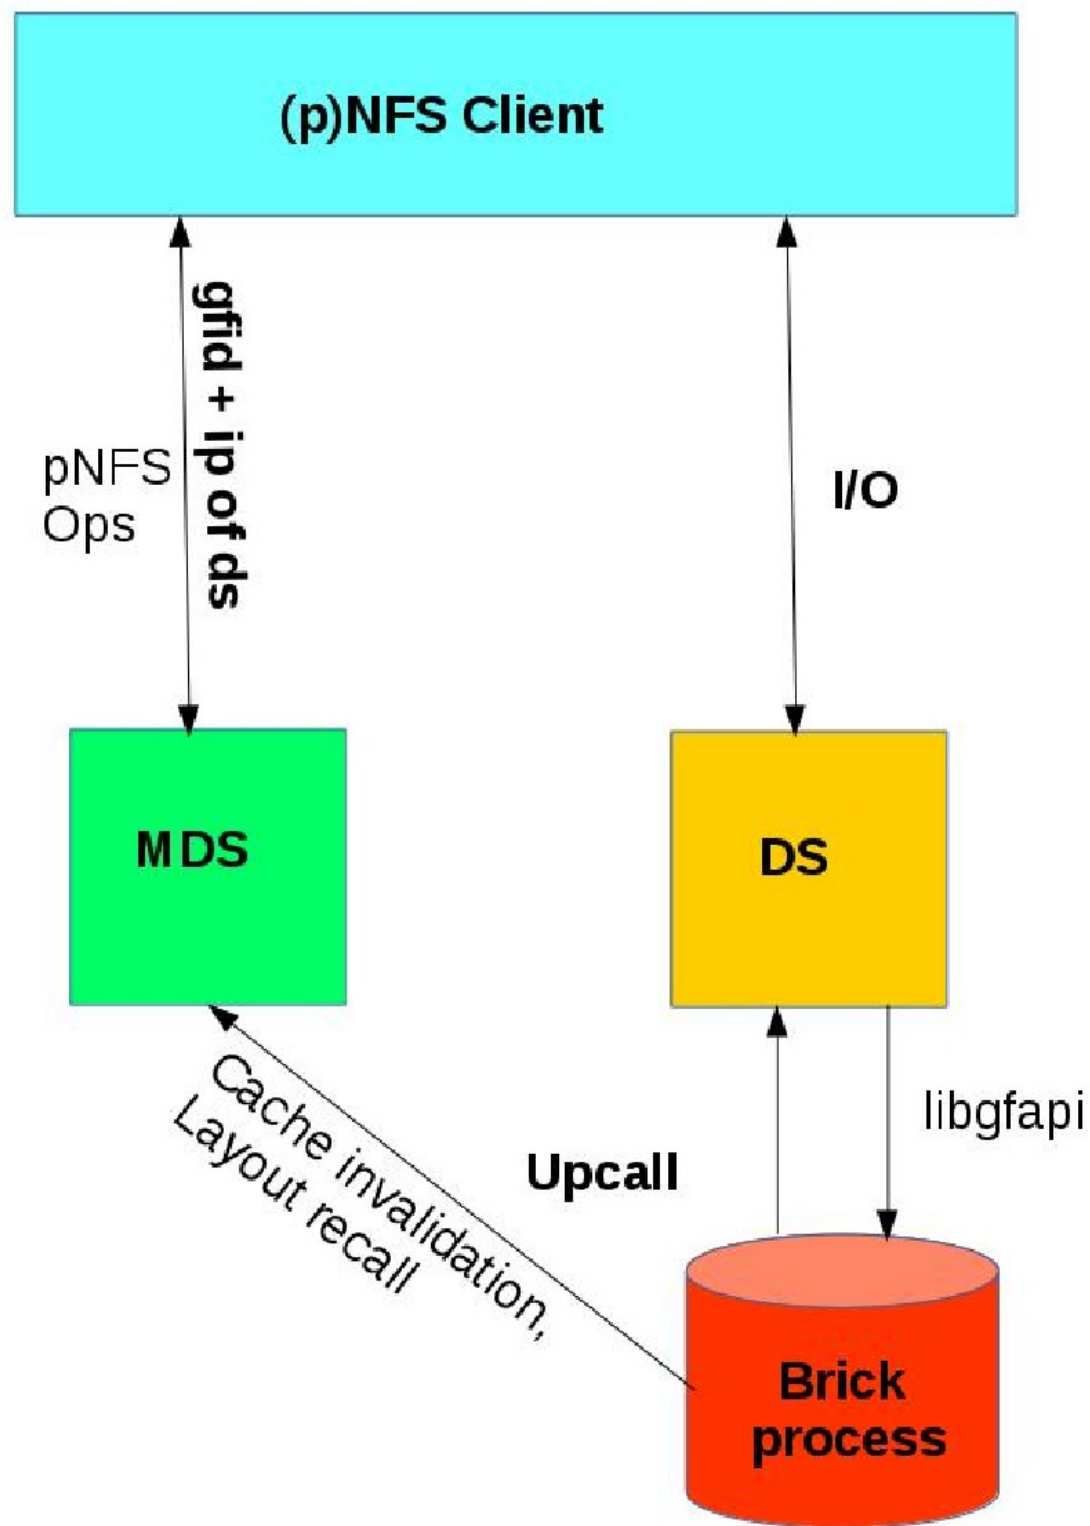 (p)NFS Client
gfid + ip of ds
pNFS
Ops
I/O
MDS
DS
Cache invalidation,
Layout recall
libgfapi
Upcall
Brick
process